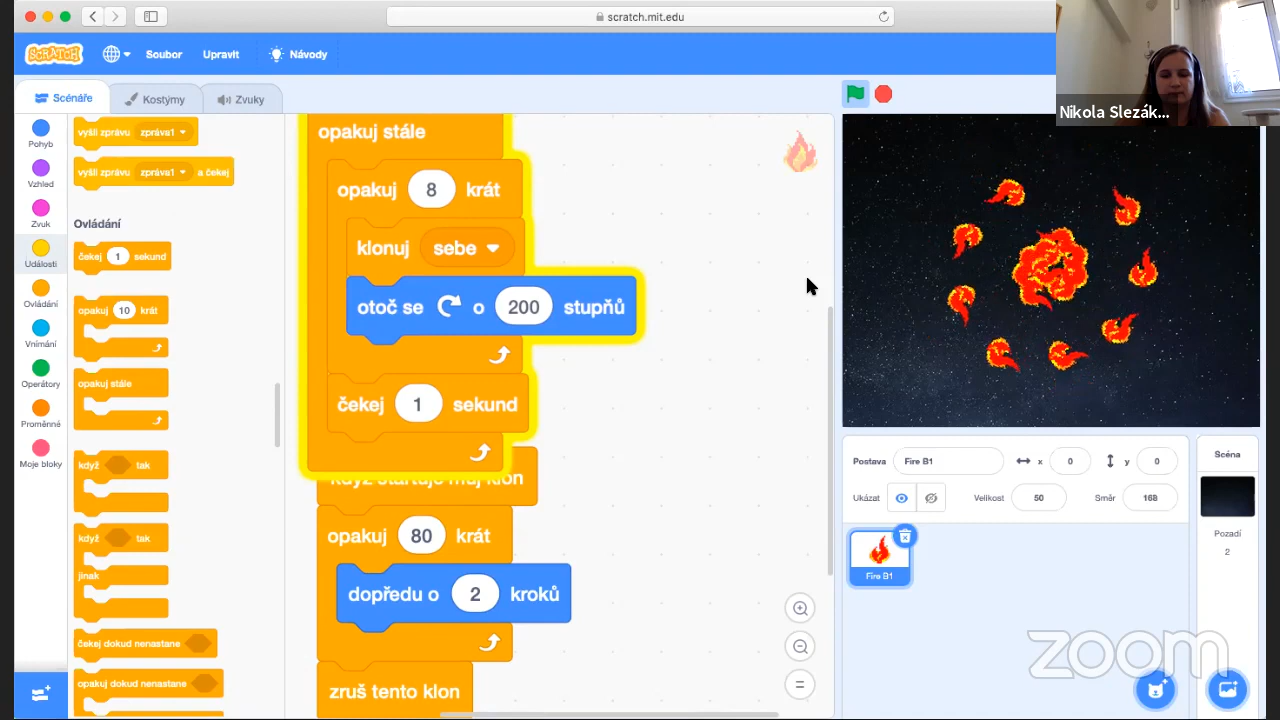 scratch.mit.edu
SCRATCH
Soubor
Upravit
Návody
Scénáře
Kostýmy
Zvuky
Nikola Slezák...
Pohyb
Vzhled
Zvuk
Události
Ovládání
Vnímání
Operátory
Proměnné
Moje bloky
vyšli zprávu zpráva1
vyšli zprávu zpráva1 a čekej
Ovládání
čekej 1 sekund
opakuj 10 krát
opakuj stále
když tak
když tak
jinak
čekej dokud nenastane
opakuj dokud nenastane
opakuj stále
opakuj 8 krát
klonuj sebe
otoč se o 200 stupňů
čekej 1 sekund
když startuje můj klon
opakuj 80 krát
dopředu o 2 kroků
zruš tento klon
Postava Fire B1 x 0 y 0
Ukázat Velikost 50 Směr 168
Fire B1
Scéna
Pozadí
2
zoom